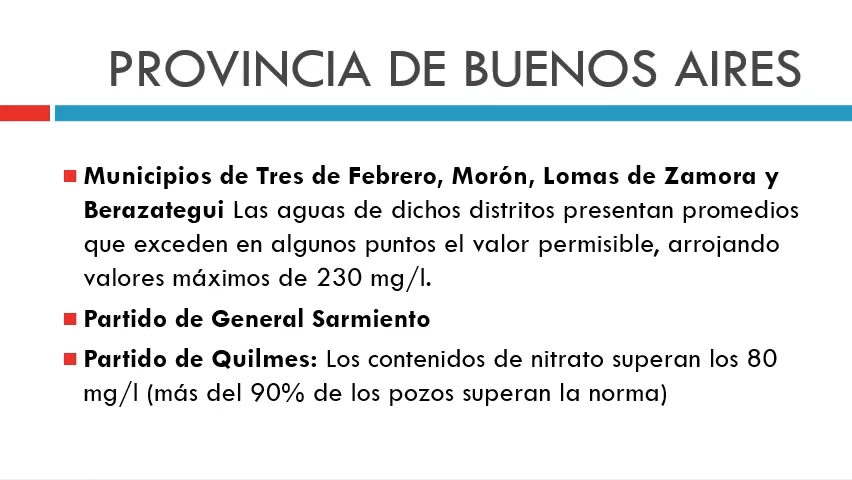 PROVINCIA DE BUENOS AIRES
Municipios de Tres de Febrero, Morón, Lomas de Zamora y
Berazategui Las aguas de dichos distritos presentan promedios
que exceden en algunos puntos el valor permisible, arrojando
valores máximos de 230 mg/l.
Partido de General Sarmiento
Partido de Quilmes: Los contenidos de nitrato superan los 80
mg/l (más del 90% de los pozos superan la norma)